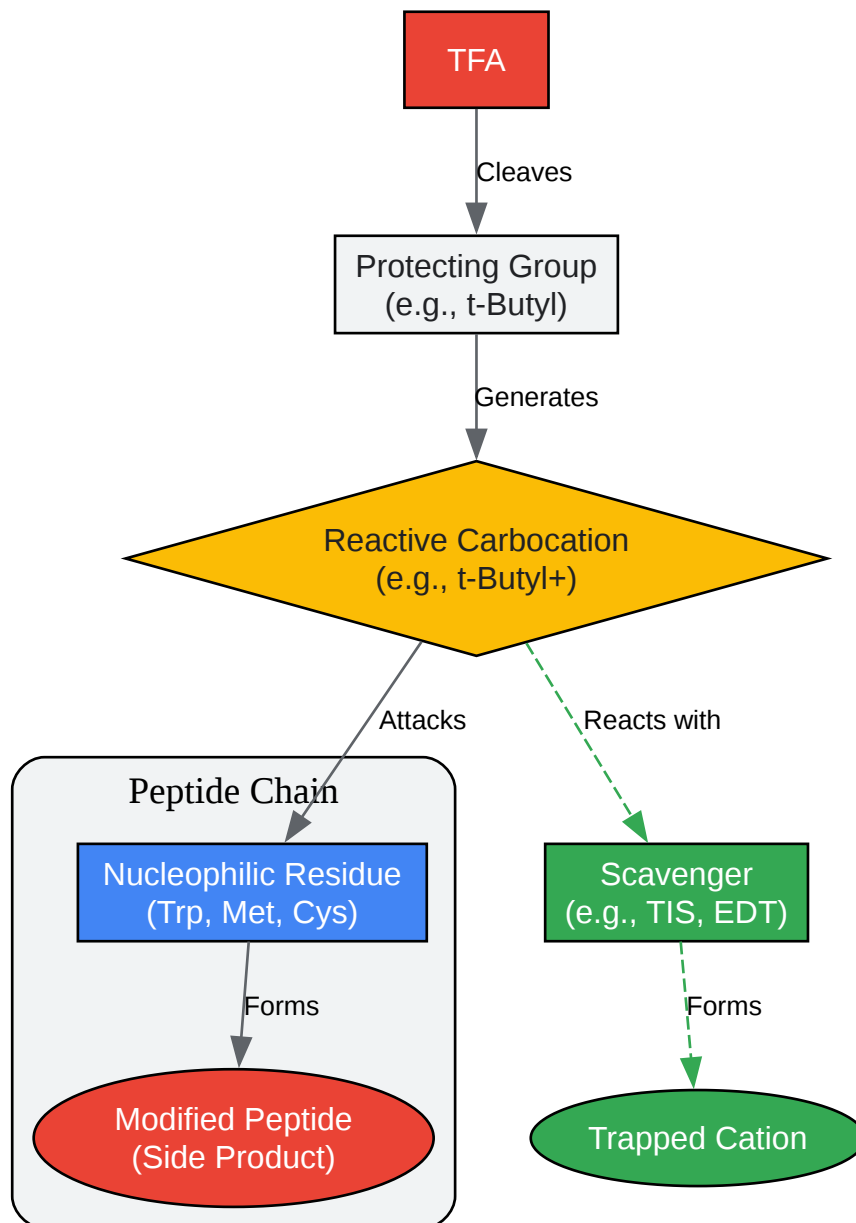 TFA
Cleaves
Protecting Group
(e.g., t-Butyl)
Generates
Reactive Carbocation
(e.g., t-Butyl+)
Attacks
Reacts with
Peptide Chain
Nucleophilic Residue
(Trp, Met, Cys)
Scavenger
(e.g., TIS, EDT)
Forms
Forms
Modified Peptide
(Side Product)
Trapped Cation